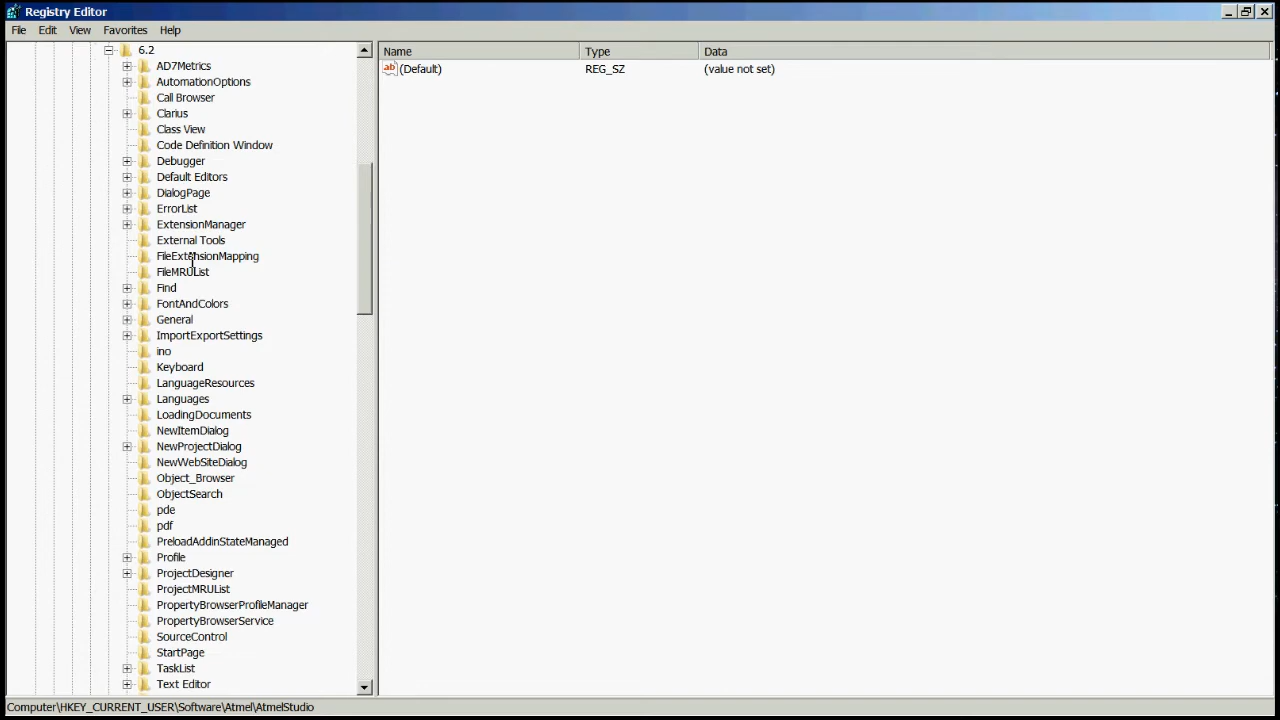 Registry Editor
File Edit View Favorites Help
6.2
AD7Metrics
AutomationOptions
Call Browser
Clarius
Class View
Code Definition Window
Debugger
Default Editors
DialogPage
ErrorList
ExtensionManager
External Tools
FileExtensionMapping
FileMRUList
Find
FontAndColors
General
ImportExportSettings
ino
Keyboard
LanguageResources
Languages
LoadingDocuments
NewItemDialog
NewProjectDialog
NewWebSiteDialog
Object_Browser
ObjectSearch
pde
pdf
PreloadAddinStateManaged
Profile
ProjectDesigner
ProjectMRUList
PropertyBrowserProfileManager
PropertyBrowserService
SourceControl
StartPage
TaskList
Text Editor
Name Type Data
ab (Default) REG_SZ (value not set)
Computer\HKEY_CURRENT_USER\Software\Atmel\AtmelStudio